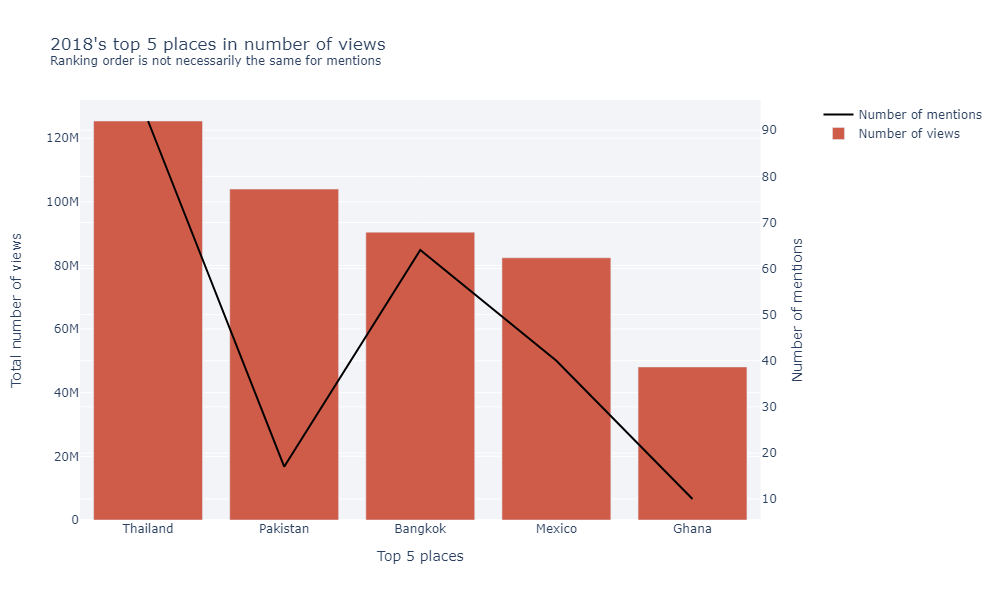 2018's top 5 places in number of views
Ranking order is not necessarily the same for mentions
Number of mentions
Number of views
120M
100M
80M
60M
40M
20M
0
Total number of views
90
80
70
60
50
40
30
20
10
Number of mentions
Thailand
Pakistan
Bangkok
Mexico
Ghana
Top 5 places